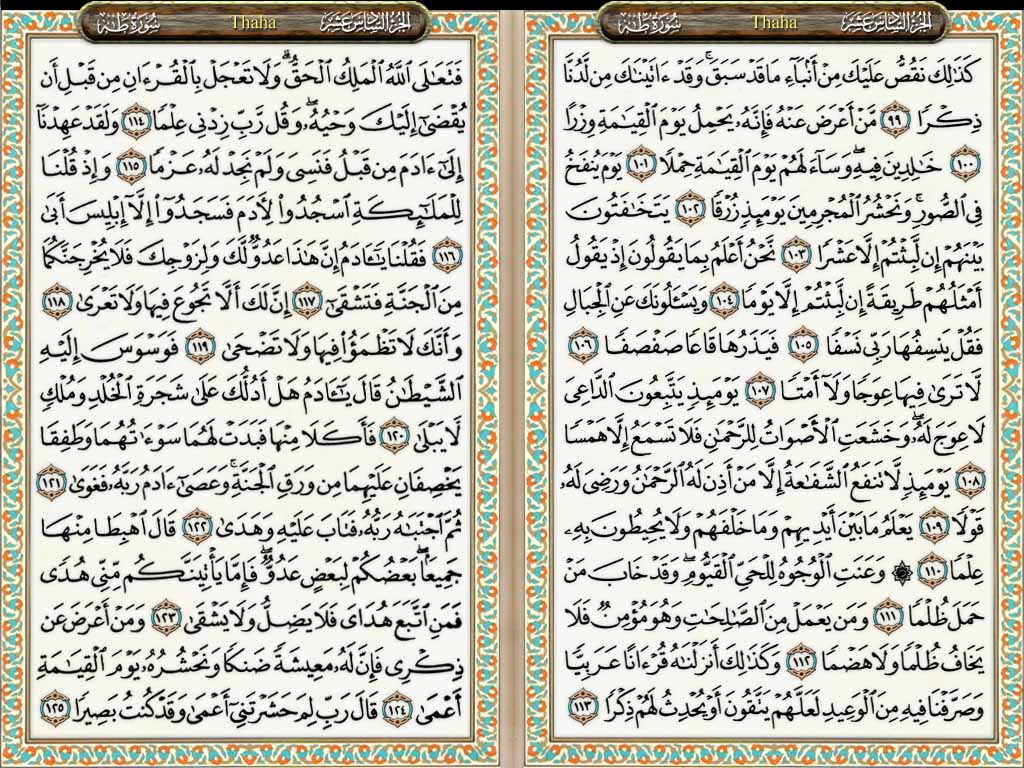 الجزء السادس عشر
Thaha
سورة طه
كَذَٰلِكَ نَقُصُّ عَلَيْكَ مِنْ أَنۢبَآءِ مَا قَدْ سَبَقَ ۚ وَقَدْ ءَاتَيْنَٰكَ مِن لَّدُنَّا
ذِكْرًا ٩٩ مَّنْ أَعْرَضَ عَنْهُ فَإِنَّهُۥ يَحْمِلُ يَوْمَ ٱلْقِيَٰمَةِ وِزْرًا
١٠٠ خَٰلِدِينَ فِيهِ ۖ وَسَآءَ لَهُمْ يَوْمَ ٱلْقِيَٰمَةِ حِمْلًا ١٠١ يَوْمَ يُنفَخُ
فِى ٱلصُّورِ ۚ وَنَحْشُرُ ٱلْمُجْرِمِينَ يَوْمَئِذٍ زُرْقًا ١٠٢ يَتَخَٰفَتُونَ
بَيْنَهُمْ إِن لَّبِثْتُمْ إِلَّا عَشْرًا ١٠٣ نَّحْنُ أَعْلَمُ بِمَا يَقُولُونَ إِذْ يَقُولُ
أَمْثَلُهُمْ طَرِيقَةً إِن لَّبِثْتُمْ إِلَّا يَوْمًا ١٠٤ وَيَسْـَٔلُونَكَ عَنِ ٱلْجِبَالِ
فَقُلْ يَنسِفُهَا رَبِّى نَسْفًا ١٠٥ فَيَذَرُهَا قَاعًا صَفْصَفًا ١٠٦
لَّا تَرَىٰ فِيهَا عِوَجًا وَلَآ أَمْتًا ١٠٧ يَوْمَئِذٍ يَتَّبِعُونَ ٱلدَّاعِىَ
لَا عِوَجَ لَهُۥ ۖ وَخَشَعَتِ ٱلْأَصْوَاتُ لِلرَّحْمَٰنِ فَلَا تَسْمَعُ إِلَّا هَمْسًا
١٠٨ يَوْمَئِذٍ لَّا تَنفَعُ ٱلشَّفَٰعَةُ إِلَّا مَنْ أَذِنَ لَهُ ٱلرَّحْمَٰنُ وَرَضِىَ لَهُۥ
قَوْلًا ١٠٩ يَعْلَمُ مَا بَيْنَ أَيْدِيهِمْ وَمَا خَلْفَهُمْ وَلَا يُحِيطُونَ بِهِۦ
عِلْمًا ١١٠ ۞ وَعَنَتِ ٱلْوُجُوهُ لِلْحَىِّ ٱلْقَيُّومِ ۖ وَقَدْ خَابَ مَنْ
حَمَلَ ظُلْمًا ١١١ وَمَن يَعْمَلْ مِنَ ٱلصَّٰلِحَٰتِ وَهُوَ مُؤْمِنٌ فَلَا
يَخَافُ ظُلْمًا وَلَا هَضْمًا ١١٢ وَكَذَٰلِكَ أَنزَلْنَٰهُ قُرْءَانًا عَرَبِيًّا
وَصَرَّفْنَا فِيهِ مِنَ ٱلْوَعِيدِ لَعَلَّهُمْ يَتَّقُونَ أَوْ يُحْدِثُ لَهُمْ ذِكْرًا ١١٣
الجزء السادس عشر
Thaha
سورة طه
فَتَعَٰلَى ٱللَّهُ ٱلْمَلِكُ ٱلْحَقُّ ۗ وَلَا تَعْجَلْ بِٱلْقُرْءَانِ مِن قَبْلِ أَن
يُقْضَىٰٓ إِلَيْكَ وَحْيُهُۥ ۖ وَقُل رَّبِّ زِدْنِى عِلْمًا ١١٤ وَلَقَدْ عَهِدْنَآ
إِلَىٰٓ ءَادَمَ مِن قَبْلُ فَنَسِىَ وَلَمْ نَجِدْ لَهُۥ عَزْمًا ١١٥ وَإِذْ قُلْنَا
لِلْمَلَٰٓئِكَةِ ٱسْجُدُوا۟ لِـَٔادَمَ فَسَجَدُوٓا۟ إِلَّآ إِبْلِيسَ أَبَىٰ
١١٦ فَقُلْنَا يَٰٓـَٔادَمُ إِنَّ هَٰذَا عَدُوٌّ لَّكَ وَلِزَوْجِكَ فَلَا يُخْرِجَنَّكُمَا
مِنَ ٱلْجَنَّةِ فَتَشْقَىٰٓ ١١٧ إِنَّ لَكَ أَلَّا تَجُوعَ فِيهَا وَلَا تَعْرَىٰ ١١٨
وَأَنَّكَ لَا تَظْمَؤُا۟ فِيهَا وَلَا تَضْحَىٰ ١١٩ فَوَسْوَسَ إِلَيْهِ
ٱلشَّيْطَٰنُ قَالَ يَٰٓـَٔادَمُ هَلْ أَدُلُّكَ عَلَىٰ شَجَرَةِ ٱلْخُلْدِ وَمُلْكٍ
لَّا يَبْلَىٰ ١٢٠ فَأَكَلَا مِنْهَا فَبَدَتْ لَهُمَا سَوْءَٰتُهُمَا وَطَفِقَا
يَخْصِفَانِ عَلَيْهِمَا مِن وَرَقِ ٱلْجَنَّةِ ۚ وَعَصَىٰٓ ءَادَمُ رَبَّهُۥ فَغَوَىٰ ١٢١
ثُمَّ ٱجْتَبَٰهُ رَبُّهُۥ فَتَابَ عَلَيْهِ وَهَدَىٰ ١٢٢ قَالَ ٱهْبِطَا مِنْهَا
جَمِيعًۢا ۖ بَعْضُكُمْ لِبَعْضٍ عَدُوٌّ ۖ فَإِمَّا يَأْتِيَنَّكُم مِّنِّى هُدًى
فَمَنِ ٱتَّبَعَ هُدَاىَ فَلَا يَضِلُّ وَلَا يَشْقَىٰ ١٢٣ وَمَنْ أَعْرَضَ عَن
ذِكْرِى فَإِنَّ لَهُۥ مَعِيشَةً ضَنكًا وَنَحْشُرُهُۥ يَوْمَ ٱلْقِيَٰمَةِ
أَعْمَىٰ ١٢٤ قَالَ رَبِّ لِمَ حَشَرْتَنِىٓ أَعْمَىٰ وَقَدْ كُنتُ بَصِيرًا ١٢٥